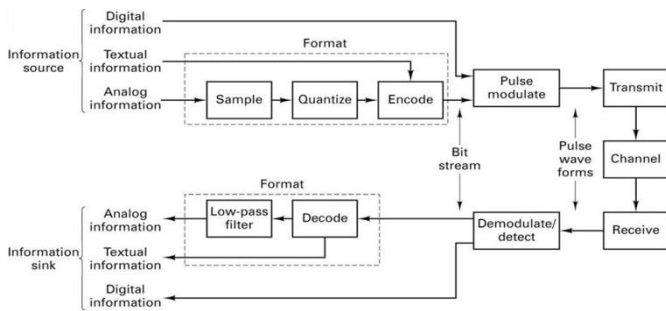 Digital
information
Information
source
Textual
information
Analog
information
Format
Sample
Quantize
Encode
Pulse
modulate
Transmit
Bit
stream
Pulse
wave
forms
Channel
Format
Information
sink
Analog
information
Textual
information
Digital
information
Low-pass
filter
Decode
Demodulate/
detect
Receive